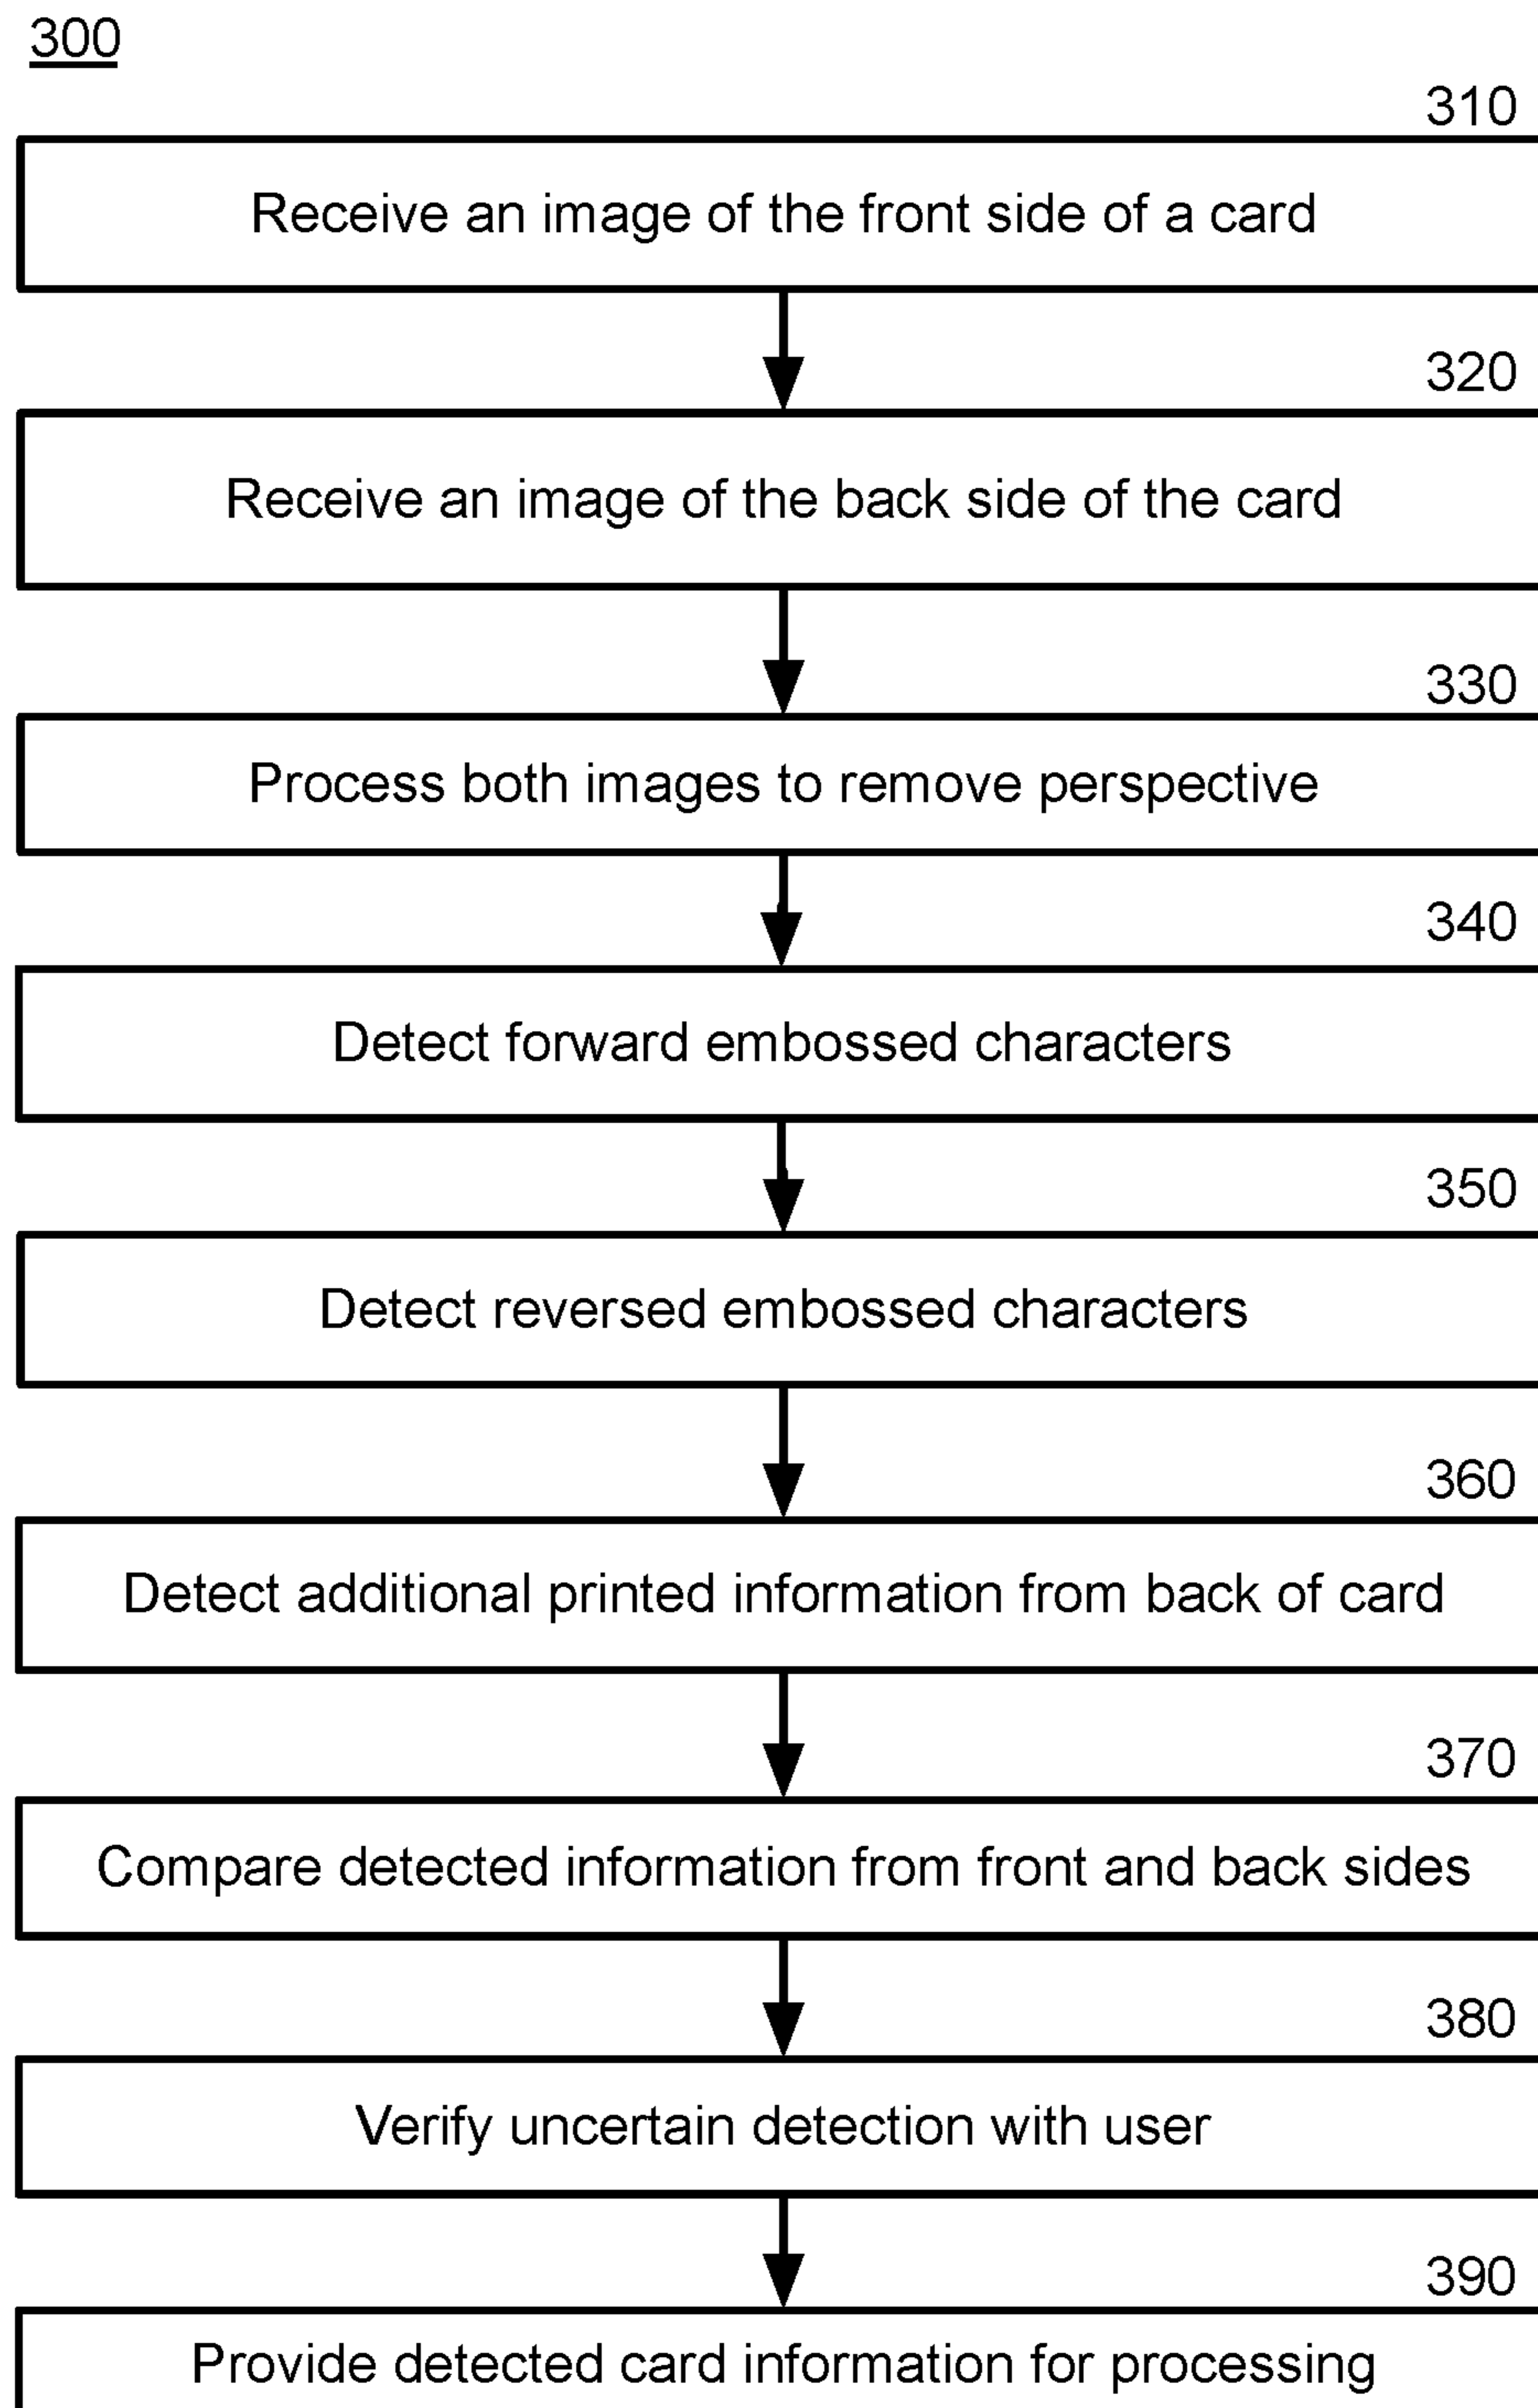 300
310
Receive an image of the front side of a card
320
Receive an image of the back side of the card
330
Process both images to remove perspective
340
Detect forward embossed characters
350
Detect reversed embossed characters
360
Detect additional printed information from back of card
370
Compare detected information from front and back sides
380
Verify uncertain detection with user
390
Provide detected card information for processing